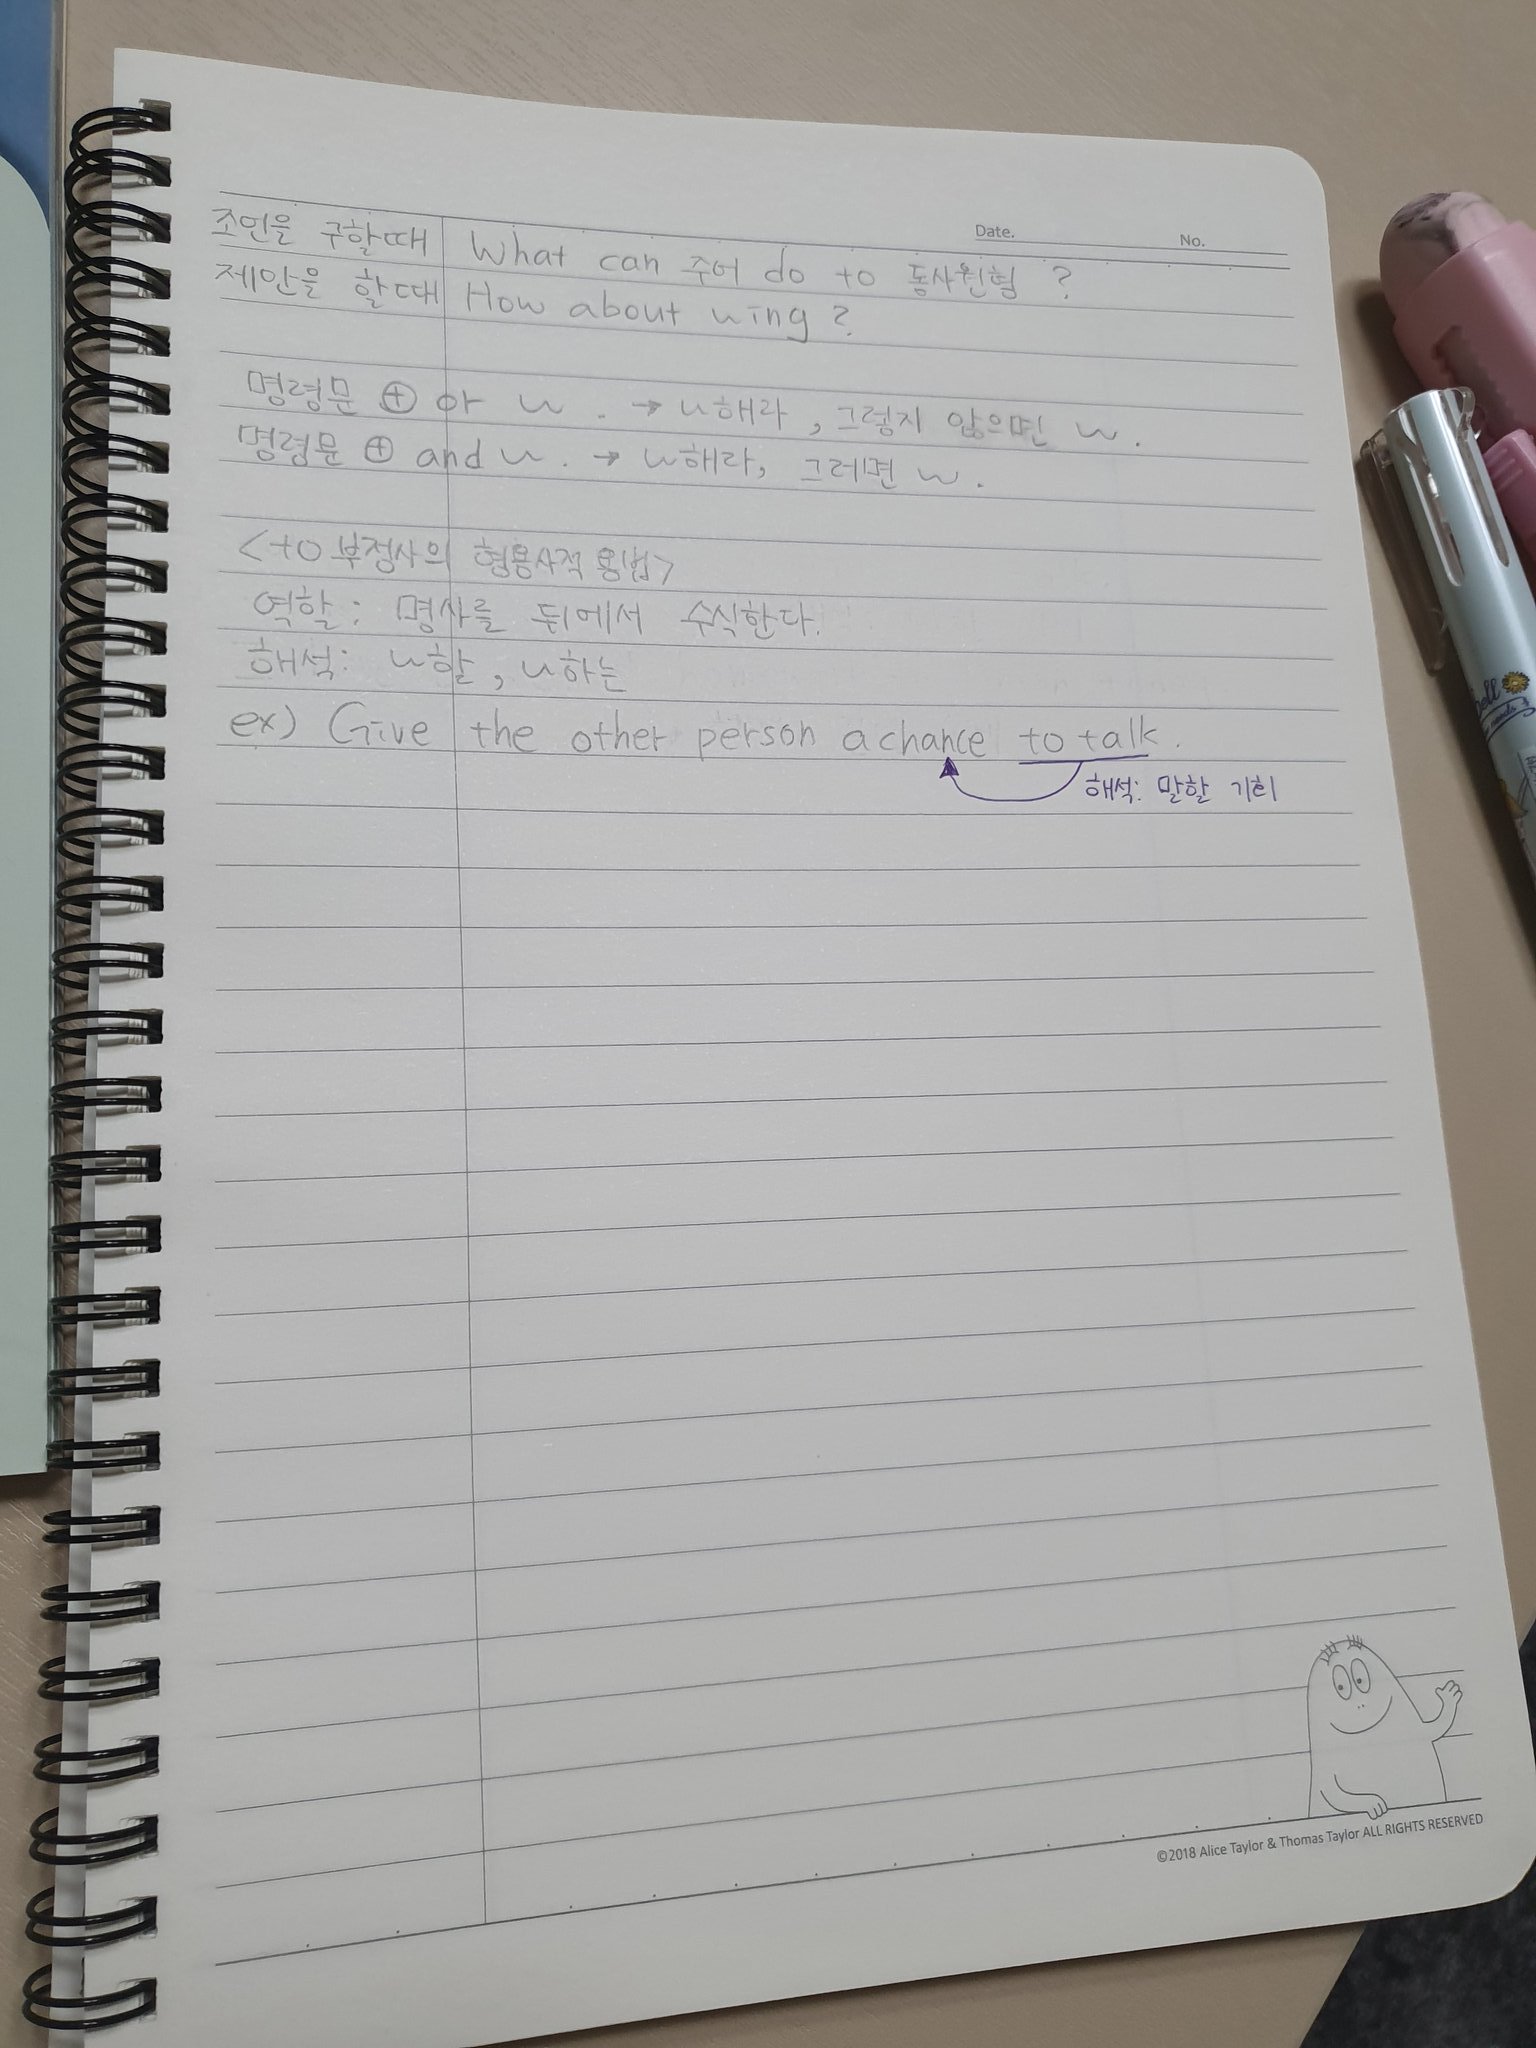 Date. No.
조언을 구할때 What can 주어 do to 동사원형 ?
제안을 할때 How about ~ing ?
명령문 ⊕ or ~ . → ~해라 , 그렇지 않으면 ~ .
명령문 ⊕ and ~ . → ~해라, 그러면 ~ .
<to 부정사의 형용사적 용법>
역할 : 명사를 뒤에서 수식한다.
해석 : ~할 , ~하는
ex) Give the other person a chance to talk .
해석: 말할 기회
©2018 Alice Taylor & Thomas Taylor ALL RIGHTS RESERVED